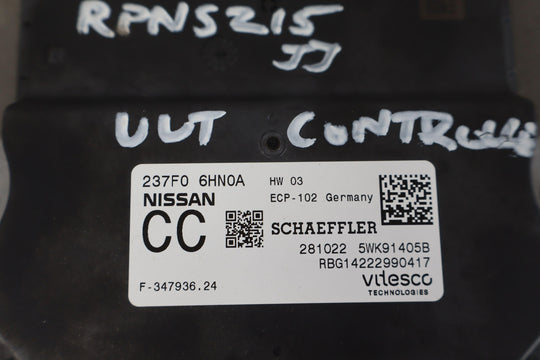 RPNS215
JJ
UUT CONTROLLE
237F0 6HN0A HW 03
NISSAN ECP-102 Germany
CC SCHAEFFLER
281022 5WK91405B
RBG14222990417
F-347936.24 vitesco
TECHNOLOGIES